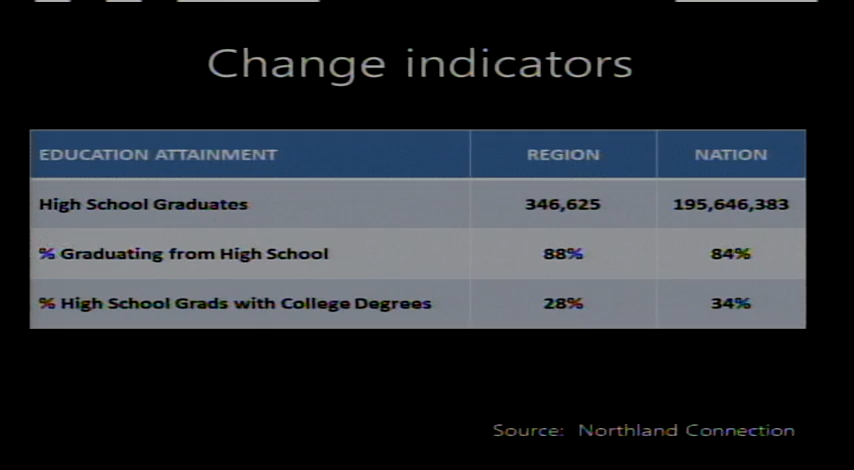 Change indicators
EDUCATION ATTAINMENT REGION NATION
High School Graduates 346,625 195,646,383
% Graduating from High School 88% 84%
% High School Grads with College Degrees 28% 34%
Source: Northland Connection